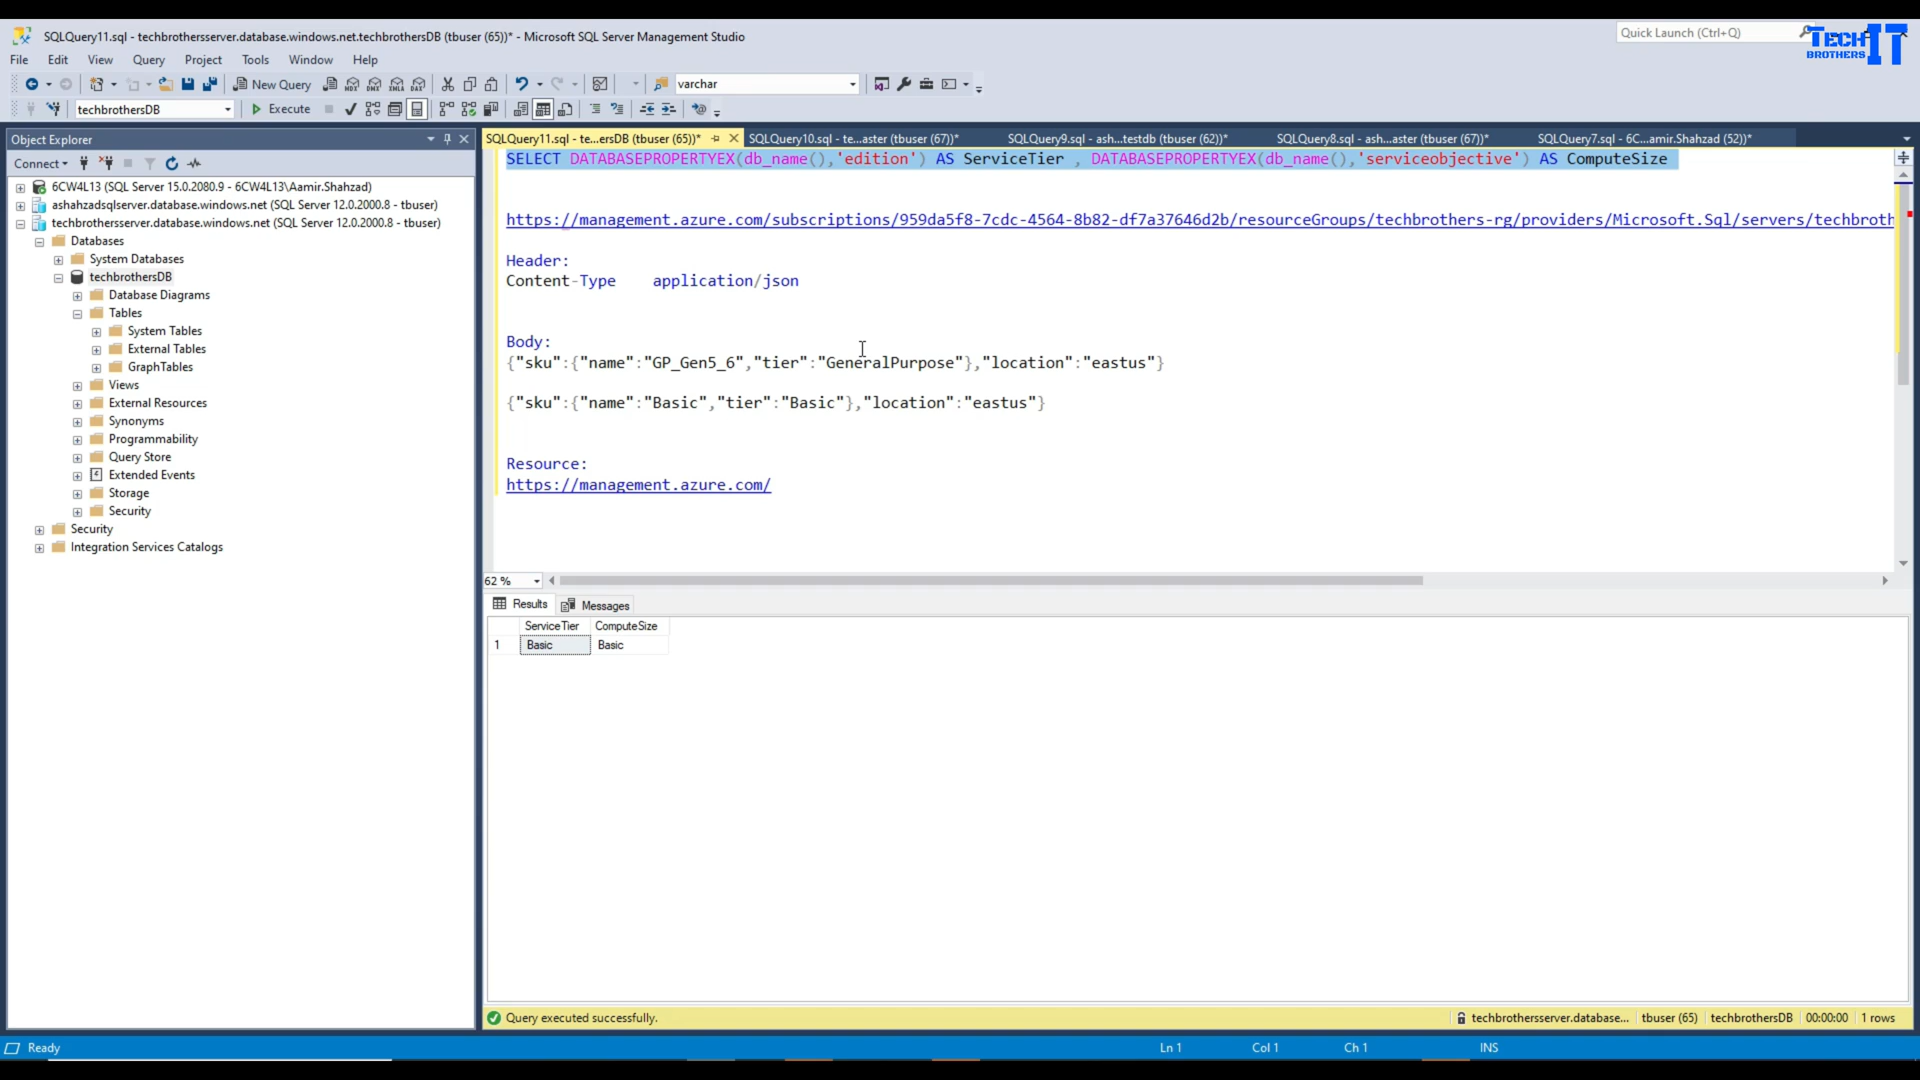 SQLQuery11.sql - techbrothersserver.database.windows.net.techbrothersDB (tbuser (65))* - Microsoft SQL Server Management Studio
Quick Launch (Ctrl+Q)
TECH IT
BROTHERS
File Edit View Query Project Tools Window Help
New Query
MDX DMX XMLA DAX
varchar
techbrothersDB
Execute
Object Explorer
SQLQuery11.sql - te...ersDB (tbuser (65))*
SQLQuery10.sql - te...aster (tbuser (67))*
SQLQuery9.sql - ash...testdb (tbuser (62))*
SQLQuery8.sql - ash...aster (tbuser (67))*
SQLQuery7.sql - 6C...amir.Shahzad (52))*
Connect
6CW4L13 (SQL Server 15.0.2080.9 - 6CW4L13\Aamir.Shahzad)
ashahzadsqlserver.database.windows.net (SQL Server 12.0.2000.8 - tbuser)
techbrothersserver.database.windows.net (SQL Server 12.0.2000.8 - tbuser)
Databases
System Databases
techbrothersDB
Database Diagrams
Tables
System Tables
External Tables
GraphTables
Views
External Resources
Synonyms
Programmability
Query Store
Extended Events
Storage
Security
Security
Integration Services Catalogs
SELECT DATABASEPROPERTYEX(db_name(),'edition') AS ServiceTier , DATABASEPROPERTYEX(db_name(),'serviceobjective') AS ComputeSize
https://management.azure.com/subscriptions/959da5f8-7cdc-4564-8b82-df7a37646d2b/resourceGroups/techbrothers-rg/providers/Microsoft.Sql/servers/techbroth
Header:
Content-Type    application/json
Body:
{"sku":{"name":"GP_Gen5_6","tier":"GeneralPurpose"},"location":"eastus"}
{"sku":{"name":"Basic","tier":"Basic"},"location":"eastus"}
Resource:
https://management.azure.com/
62 %
Results Messages
ServiceTier ComputeSize
1 Basic Basic
Query executed successfully.
techbrothersserver.database... tbuser (65) techbrothersDB 00:00:00 1 rows
Ready
Ln 1 Col 1 Ch 1 INS